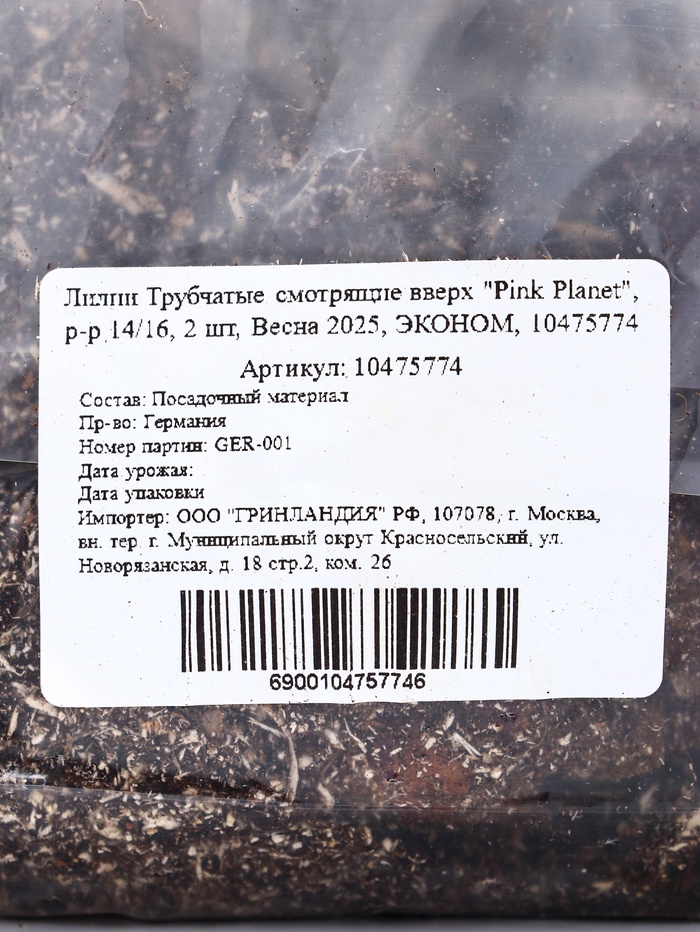 Лилии Трубчатые смотрящие вверх "Pink Planet",
р-р 14/16, 2 шт, Весна 2025, ЭКОНОМ, 10475774
Артикул: 10475774
Состав: Посадочный материал
Пр-во: Германия
Номер партии: GER-001
Дата урожая:
Дата упаковки
Импортер: ООО "ГРИНЛАНДИЯ" РФ, 107078, г. Москва,
вн. тер. г. Муниципальный округ Красносельский, ул.
Новорязанская, д. 18 стр.2, ком. 26
6900104757746